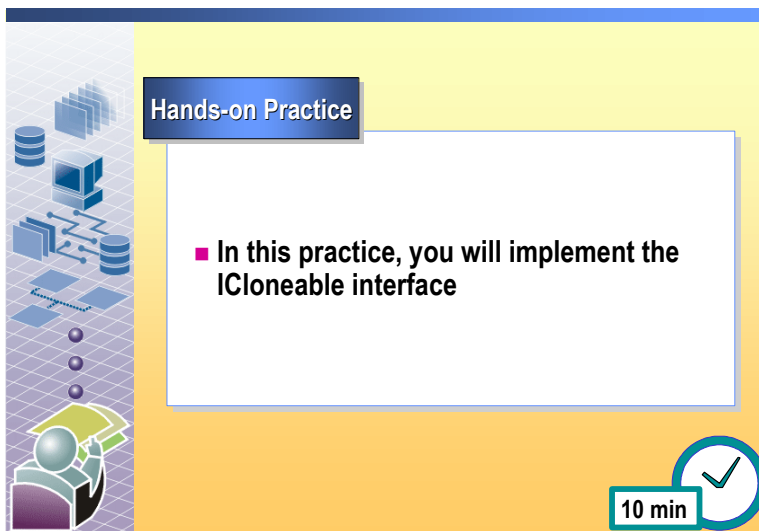 Hands-on Practice
■ In this practice, you will implement the
ICloneable interface
10 min